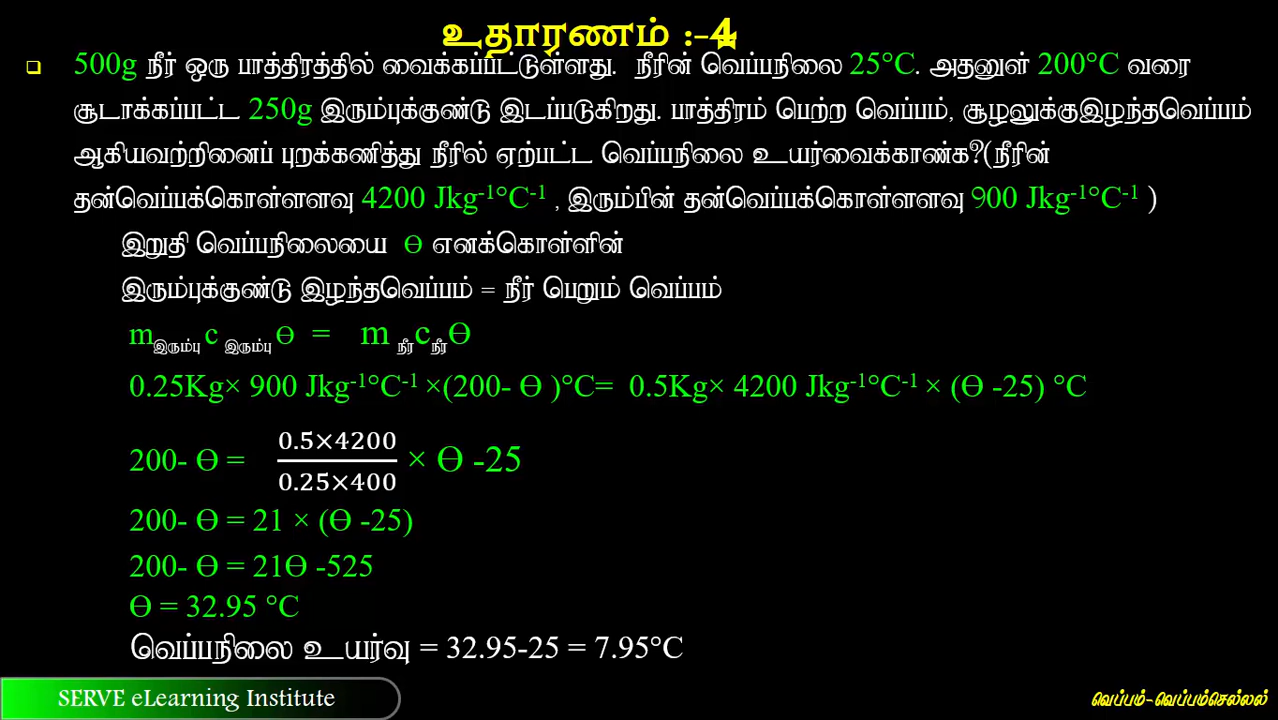 உதாரணம் :-4
❑ 500g நீர் ஒரு பாத்திரத்தில் வைக்கப்பட்டுள்ளது. நீரின் வெப்பநிலை 25°C. அதனுள் 200°C வரை
சூடாக்கப்பட்ட 250g இரும்புக்குண்டு இடப்படுகிறது. பாத்திரம் பெற்ற வெப்பம், சூழலுக்குஇழந்தவெப்பம்
ஆகியவற்றினைப் புறக்கணித்து நீரில் ஏற்பட்ட வெப்பநிலை உயர்வைக்காண்க?(நீரின்
தன்வெப்பக்கொள்ளளவு 4200 Jkg⁻¹°C⁻¹ , இரும்பின் தன்வெப்பக்கொள்ளளவு 900 Jkg⁻¹°C⁻¹ )
இறுதி வெப்பநிலையை ϴ எனக்கொள்ளின்
இரும்புக்குண்டு இழந்தவெப்பம் = நீர் பெறும் வெப்பம்
m இரும்பு c இரும்பு ϴ = m நீர் c நீர் ϴ
0.25Kg× 900 Jkg⁻¹°C⁻¹ ×(200- ϴ )°C= 0.5Kg× 4200 Jkg⁻¹°C⁻¹ × (ϴ -25) °C
200- ϴ = 0.5×4200/0.25×400 × ϴ -25
200- ϴ = 21 × (ϴ -25)
200- ϴ = 21ϴ -525
ϴ = 32.95 °C
வெப்பநிலை உயர்வு = 32.95-25 = 7.95°C
SERVE eLearning Institute
வெப்பம்-வெப்பம்செல்லல்